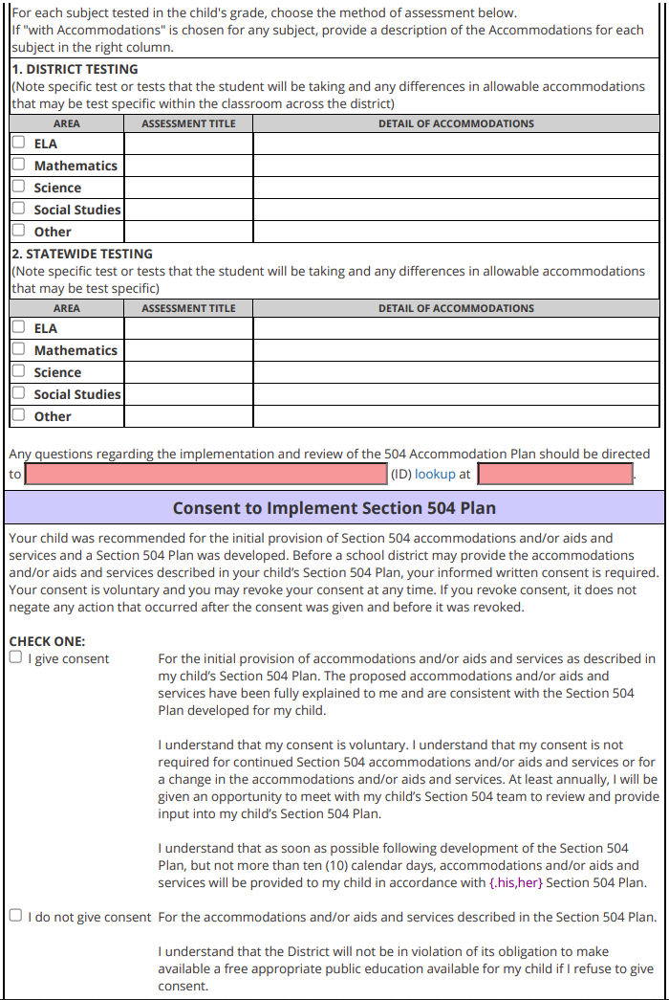 For each subject tested in the child's grade, choose the method of assessment below.
If "with Accommodations" is chosen for any subject, provide a description of the Accommodations for each
subject in the right column.
1. DISTRICT TESTING
(Note specific test or tests that the student will be taking and any differences in allowable accommodations
that may be test specific within the classroom across the district)
AREA ASSESSMENT TITLE DETAIL OF ACCOMMODATIONS
ELA
Mathematics
Science
Social Studies
Other
2. STATEWIDE TESTING
(Note specific test or tests that the student will be taking and any differences in allowable accommodations
that may be test specific)
AREA ASSESSMENT TITLE DETAIL OF ACCOMMODATIONS
ELA
Mathematics
Science
Social Studies
Other
Any questions regarding the implementation and review of the 504 Accommodation Plan should be directed
to (ID) lookup at .
Consent to Implement Section 504 Plan
Your child was recommended for the initial provision of Section 504 accommodations and/or aids and
services and a Section 504 Plan was developed. Before a school district may provide the accommodations
and/or aids and services described in your child's Section 504 Plan, your informed written consent is required.
Your consent is voluntary and you may revoke your consent at any time. If you revoke consent, it does not
negate any action that occurred after the consent was given and before it was revoked.
CHECK ONE:
I give consent For the initial provision of accommodations and/or aids and services as described in
my child's Section 504 Plan. The proposed accommodations and/or aids and
services have been fully explained to me and are consistent with the Section 504
Plan developed for my child.
I understand that my consent is voluntary. I understand that my consent is not
required for continued Section 504 accommodations and/or aids and services or for
a change in the accommodations and/or aids and services. At least annually, I will be
given an opportunity to meet with my child's Section 504 team to review and provide
input into my child's Section 504 Plan.
I understand that as soon as possible following development of the Section 504
Plan, but not more than ten (10) calendar days, accommodations and/or aids and
services will be provided to my child in accordance with {.his,her} Section 504 Plan.
I do not give consent For the accommodations and/or aids and services described in the Section 504 Plan.
I understand that the District will not be in violation of its obligation to make
available a free appropriate public education available for my child if I refuse to give
consent.